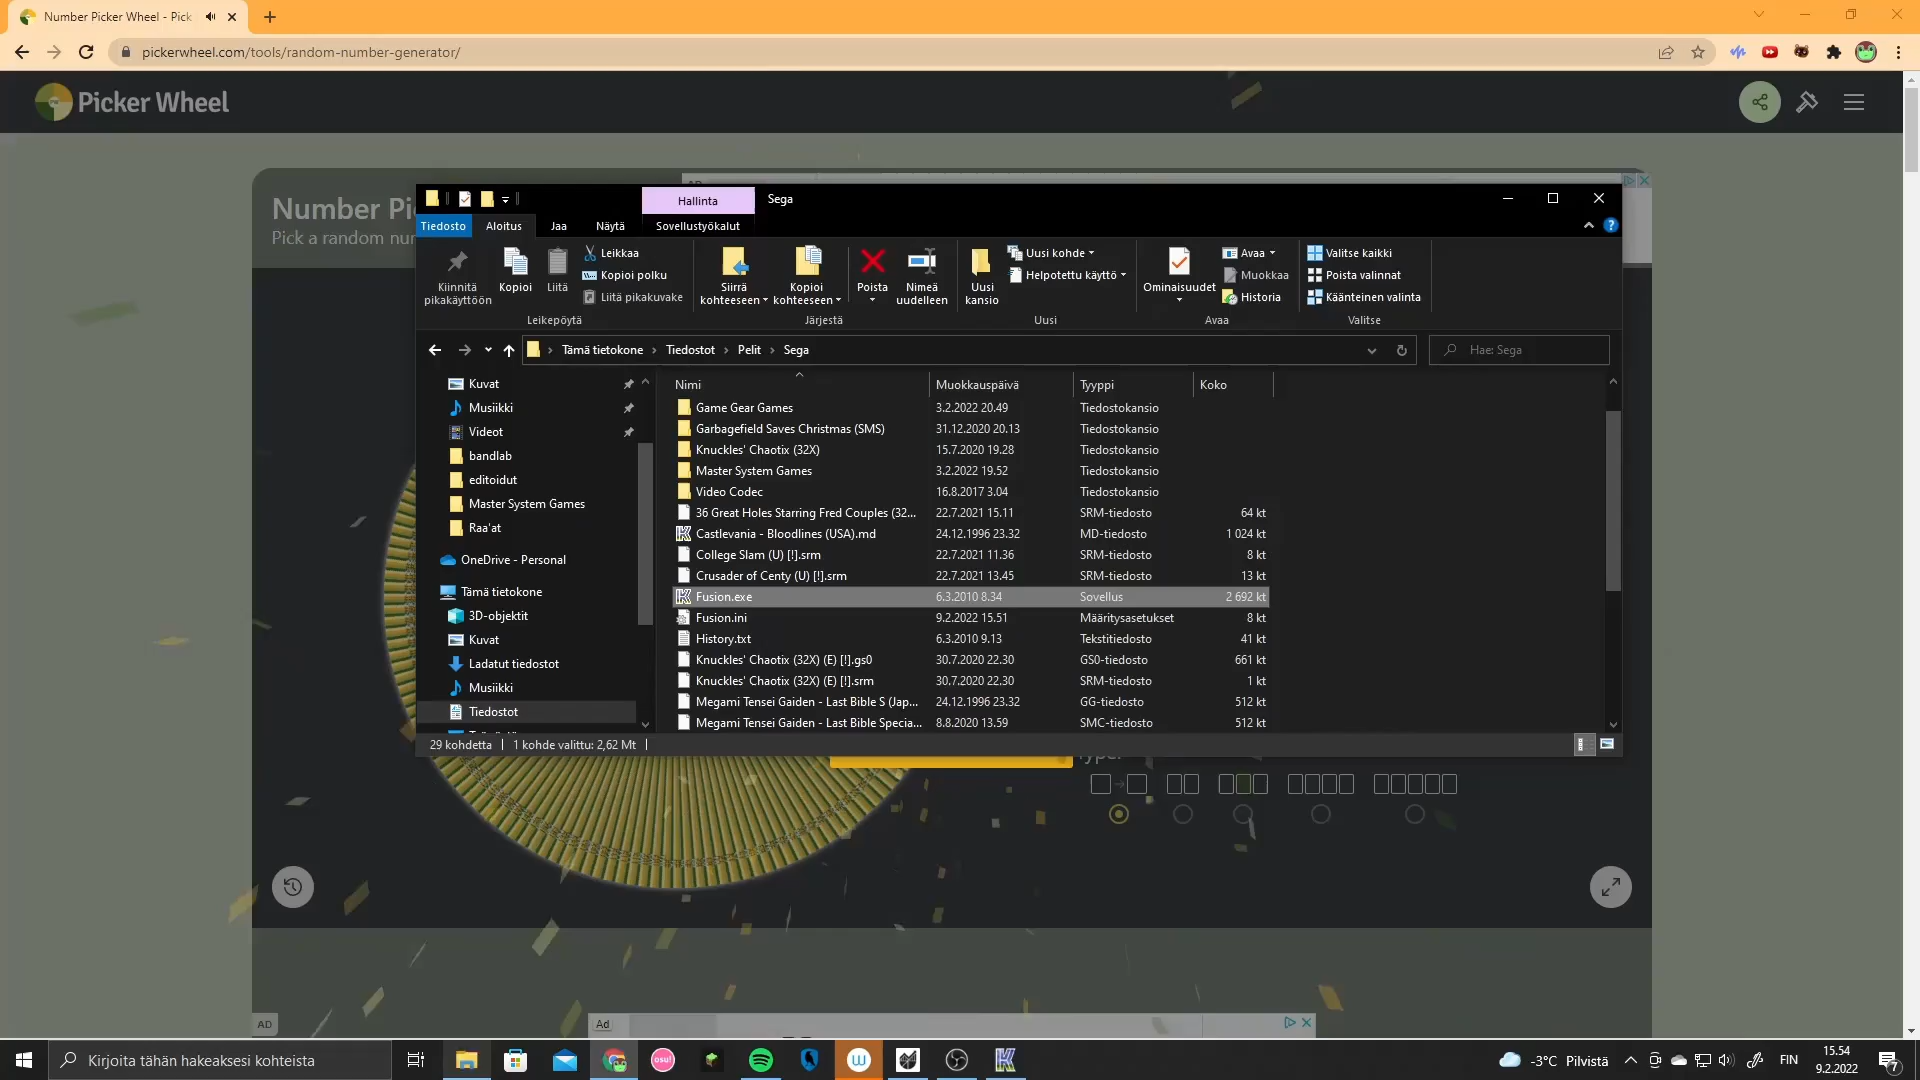 Number Picker Wheel - Pick
pickerwheel.com/tools/random-number-generator/
Picker Wheel
Number Pi
Pick a random nu
Hallinta
Sega
Tiedosto
Aloitus
Jaa
Näytä
Sovellustyökalut
Kiinnitä pikakäyttöön
Kopioi
Liitä
Leikkaa
Kopioi polku
Liitä pikakuvake
Leikepöytä
Siirrä kohteeseen
Kopioi kohteeseen
Poista
Nimeä uudelleen
Järjestä
Uusi kansio
Uusi kohde
Helpotettu käyttö
Uusi
Ominaisuudet
Avaa
Muokkaa
Historia
Avaa
Valitse kaikki
Poista valinnat
Käänteinen valinta
Valitse
Tämä tietokone › Tiedostot › Pelit › Sega
Hae: Sega
Kuvat
Musiikki
Videot
bandlab
editoidut
Master System Games
Raa'at
OneDrive - Personal
Tämä tietokone
3D-objektit
Kuvat
Ladatut tiedostot
Musiikki
Tiedostot
Nimi Muokkauspäivä Tyyppi Koko
Game Gear Games 3.2.2022 20.49 Tiedostokansio
Garbagefield Saves Christmas (SMS) 31.12.2020 20.13 Tiedostokansio
Knuckles' Chaotix (32X) 15.7.2020 19.28 Tiedostokansio
Master System Games 3.2.2022 19.52 Tiedostokansio
Video Codec 16.8.2017 3.04 Tiedostokansio
36 Great Holes Starring Fred Couples (32... 22.7.2021 15.11 SRM-tiedosto 64 kt
Castlevania - Bloodlines (USA).md 24.12.1996 23.32 MD-tiedosto 1 024 kt
College Slam (U) [!].srm 22.7.2021 11.36 SRM-tiedosto 8 kt
Crusader of Centy (U) [!].srm 22.7.2021 13.45 SRM-tiedosto 13 kt
Fusion.exe 6.3.2010 8.34 Sovellus 2 692 kt
Fusion.ini 9.2.2022 15.51 Määritysasetukset 8 kt
History.txt 6.3.2010 9.13 Tekstitiedosto 41 kt
Knuckles' Chaotix (32X) (E) [!].gs0 30.7.2020 22.30 GS0-tiedosto 661 kt
Knuckles' Chaotix (32X) (E) [!].srm 30.7.2020 22.30 SRM-tiedosto 1 kt
Megami Tensei Gaiden - Last Bible S (Jap... 24.12.1996 23.32 GG-tiedosto 512 kt
Megami Tensei Gaiden - Last Bible Specia... 8.8.2020 13.59 SMC-tiedosto 512 kt
29 kohdetta
1 kohde valittu: 2,62 Mt
AD
Ad
Kirjoita tähän hakeaksesi kohteista
osu!
-3°C Pilvistä
FIN
15.54
9.2.2022
7